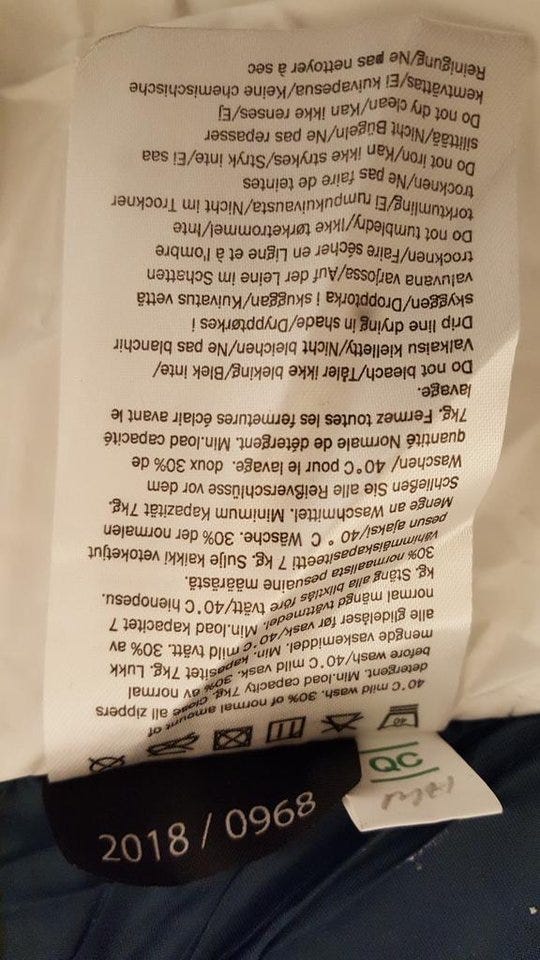 40°C mild wash. 30% of normal amount of
detergent. Min.load capacity 7kg. Close all zippers
before wash/40°C mild vask. 30% av normal
mengde vaskemiddel. Min. kapasitet 7kg. Lukk
alle glidelåser før vask/40°C mild tvätt. 30% av
normal mängd tvättmedel. Min.load kapacitet 7
kg. Stäng alla blixtlås före tvätt/40°C hienopesu.
30% normaalista pesuaine määrästä.
vähimmäiskapasiteetti 7 kg. Sulje kaikki vetoketjut
pesun ajaksi/40 ° C Wäsche. 30% der normalen
Menge an Waschmittel. Minimum Kapazität 7kg.
Schließen Sie alle Reißverschlüsse vor dem
Waschen/ 40°C pour le lavage. doux 30% de
quantité Normale de détergent. Min.load capacité
7kg. Fermez toutes les fermetures éclair avant le
lavage.
Do not bleach/Tåler ikke bleking/Blek inte/
Valkaisu kielletty/Nicht bleichen/Ne pas blanchir
Drip line drying in shade/Drypptørkes i
skyggen/Dropptorka i skuggan/Kuivatus vettä
valuvana varjossa/Auf der Leine im Schatten
trocknen/Faire sécher en Ligne et à l'ombre
Do not tumbledry/Ikke tørketrommel/Inte
torktumling/Ei rumpukuivausta/Nicht im Trockner
trocknen/Ne pas faire de teintes
Do not iron/Kan ikke strykes/Stryk inte/Ei saa
silittää/Nicht Bügeln/Ne pas repasser
Do not dry clean/Kan ikke renses/Ej
kemtvättas/Ei kuivapesua/Keine chemische
Reinigung/Ne pas nettoyer à sec
40
QC
2018 / 0968